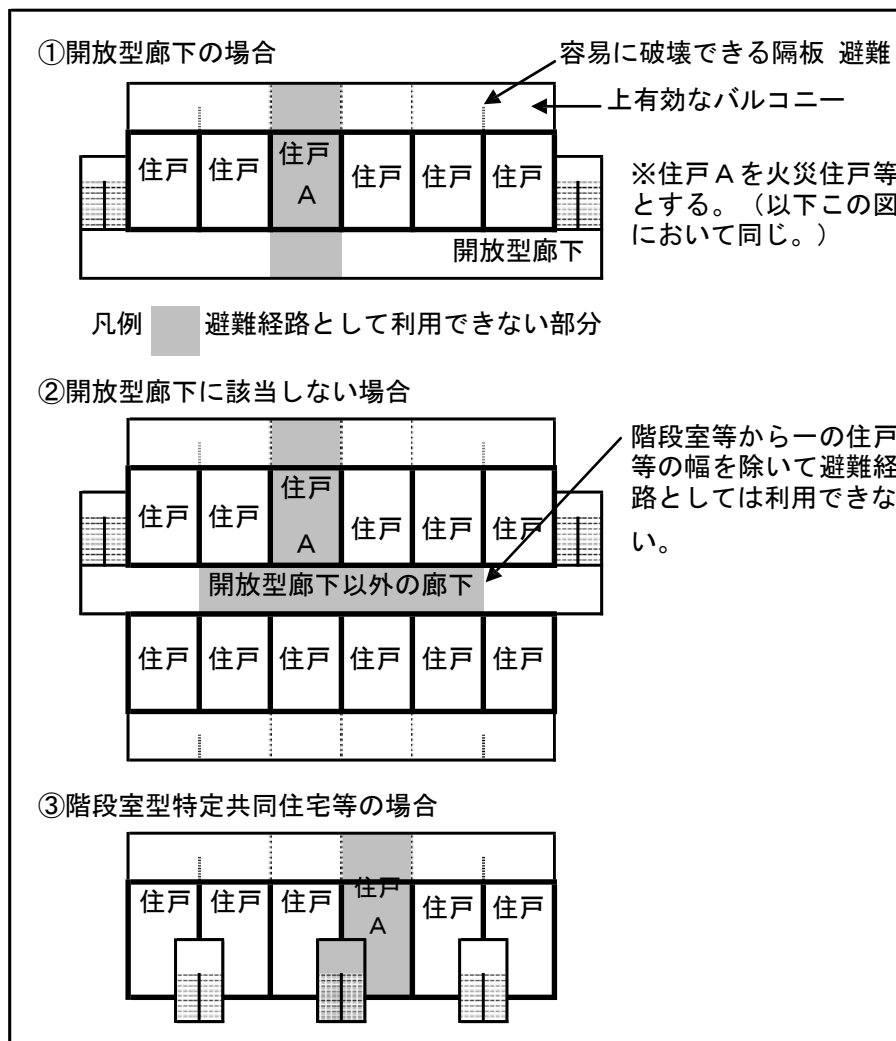 ①開放型廊下の場合
容易に破壊できる隔板 避難
上有効なバルコニー
住戸 住戸 住戸 住戸 住戸 住戸
A
※住戸Aを火災住戸等
とする。（以下この図
において同じ。）
開放型廊下
凡例 避難経路として利用できない部分
②開放型廊下に該当しない場合
階段室等から一の住戸
等の幅を除いて避難経
路としては利用できな
い。
住戸 住戸 住戸 住戸 住戸 住戸
A
開放型廊下以外の廊下
住戸 住戸 住戸 住戸 住戸 住戸
③階段室型特定共同住宅等の場合
住戸 住戸 住戸 住戸 住戸 住戸
A